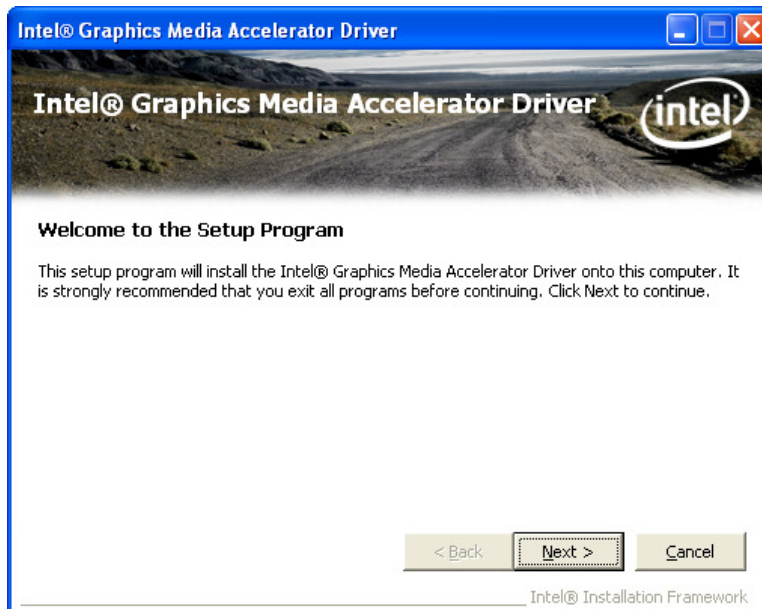 Intel® Graphics Media Accelerator Driver
Intel® Graphics Media Accelerator Driver
intel
Welcome to the Setup Program
This setup program will install the Intel® Graphics Media Accelerator Driver onto this computer. It
is strongly recommended that you exit all programs before continuing. Click Next to continue.
< Back
Next >
Cancel
Intel® Installation Framework